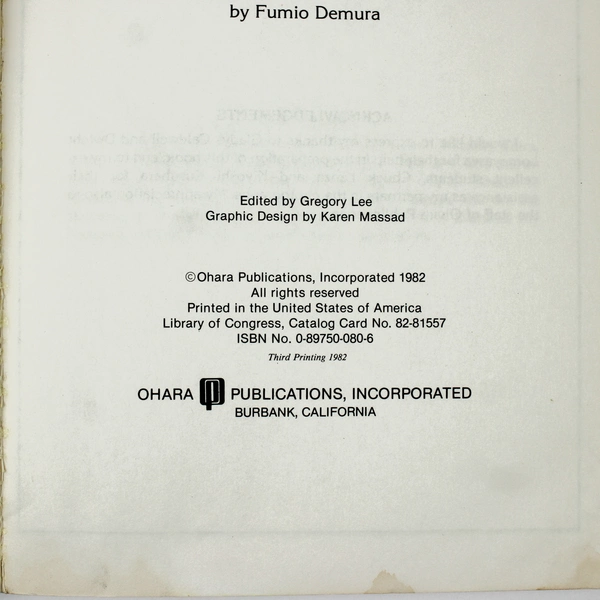 by Fumio Demura
Edited by Gregory Lee
Graphic Design by Karen Massad
©Ohara Publications, Incorporated 1982
All rights reserved
Printed in the United States of America
Library of Congress, Catalog Card No. 82-81557
ISBN No. 0-89750-080-6
Third Printing 1982
OHARA PUBLICATIONS, INCORPORATED
BURBANK, CALIFORNIA